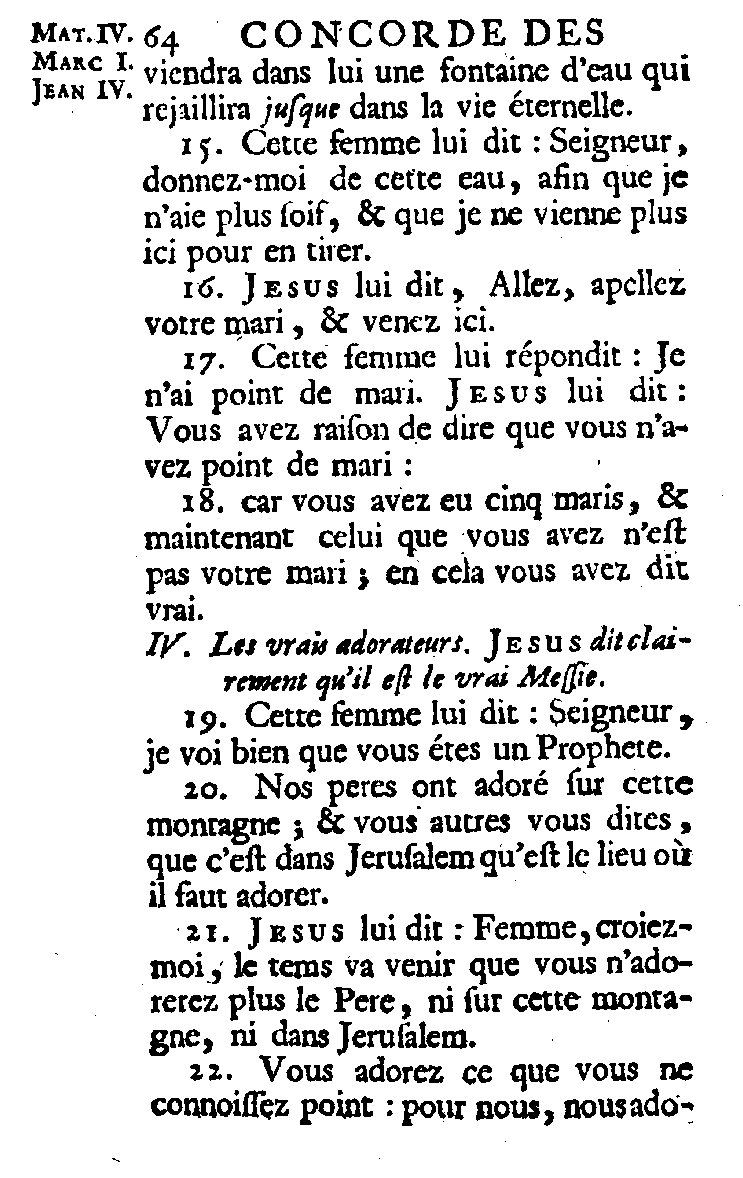 MAT. IV. 64 CONCORDE DES
MARC I.
JEAN IV.
viendra dans lui une fontaine d'eau qui
rejaillira juſque dans la vie éternelle.
15. Cette femme lui dit : Seigneur,
donnez-moi de cette eau, afin que je
n'aie plus ſoif, & que je ne vienne plus
ici pour en tirer.
16. JESUS lui dit, Allez, apellez
votre mari, & venez ici.
17. Cette femme lui répondit : Je
n'ai point de mari. JESUS lui dit :
Vous avez raiſon de dire que vous n'a-
vez point de mari :
18. car vous avez eu cinq maris, &
maintenant celui que vous avez n'eſt
pas votre mari ; en cela vous avez dit
vrai.
IV. Les vrais adorateurs. JESUS dit clai-
rement qu'il eſt le vrai Meſſie.
19. Cette femme lui dit : Seigneur,
je voi bien que vous étes un Prophete.
20. Nos peres ont adoré ſur cette
montagne ; & vous autres vous dites,
que c'eſt dans Jeruſalem qu'eſt le lieu où
il faut adorer.
21. JESUS lui dit : Femme, croiez-
moi, le tems va venir que vous n'ado-
rerez plus le Pere, ni ſur cette monta-
gne, ni dans Jeruſalem.
22. Vous adorez ce que vous ne
connoiſſez point : pour nous, nous ado-